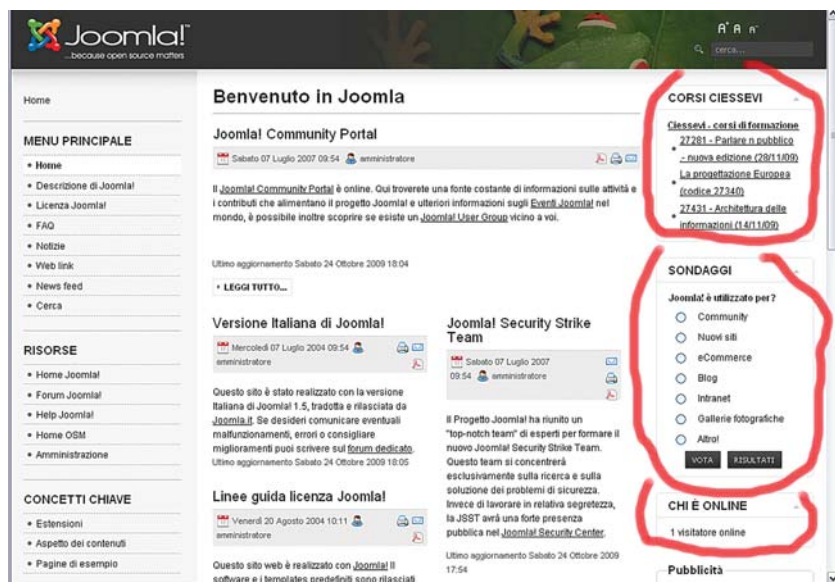 Joomla!™
...because open source matters
A+ A A-
cerca...
Home
MENU PRINCIPALE
Home
Descrizione di Joomla!
Licenza Joomla!
FAQ
Notizie
Web link
News feed
Cerca
RISORSE
Home Joomla!
Forum Joomla!
Help Joomla!
Home OSM
Amministrazione
CONCETTI CHIAVE
Estensioni
Aspetto dei contenuti
Pagine di esempio
Benvenuto in Joomla
Joomla! Community Portal
Sabato 07 Luglio 2007 09:54 amministratore
Il Joomla! Community Portal è online. Qui troverete una fonte costante di informazioni sulle attività e
i contributi che alimentano il progetto Joomla! e ulteriori informazioni sugli Eventi Joomla! nel
mondo, è possibile inoltre scoprire se esiste un Joomla! User Group vicino a voi.
Ultimo aggiornamento Sabato 24 Ottobre 2009 18:04
LEGGI TUTTO...
Versione Italiana di Joomla!
Mercoledì 07 Luglio 2004 09:54
amministratore
Questo sito è stato realizzato con la versione
Italiana di Joomla! 1.5, tradotta e rilasciata da
Joomla.it. Se desideri comunicare eventuali
malfunzionamenti, errori o consigliare
miglioramenti puoi scrivere sul forum dedicato.
Ultimo aggiornamento Sabato 24 Ottobre 2009 18:05
Linee guida licenza Joomla!
Venerdì 20 Agosto 2004 10:11
amministratore
Questo sito web è realizzato con Joomla! Il
software e i templates predefiniti sono rilasciati
Joomla! Security Strike
Team
Sabato 07 Luglio 2007
09:54 amministratore
Il Progetto Joomla! ha riunito un
"top-notch team" di esperti per formare il
nuovo Joomla! Security Strike Team.
Questo team si concentrerà
esclusivamente sulla ricerca e sulla
soluzione dei problemi di sicurezza.
Invece di lavorare in relativa segretezza,
la JSST avrà una forte presenza
pubblica nel Joomla! Security Center.
Ultimo aggiornamento Sabato 24 Ottobre 2009
17:54
CORSI CIESSEVI
Ciessevi - corsi di formazione
27281 - Parlare n pubblico
- nuova edizione (28/11/09)
La progettazione Europea
(codice 27340)
27431 - Architettura delle
informazioni (14/11/09)
SONDAGGI
Joomla! è utilizzato per?
Community
Nuovi siti
eCommerce
Blog
Intranet
Gallerie fotografiche
Altro!
VOTA RISULTATI
CHI È ONLINE
1 visitatore online
Pubblicità